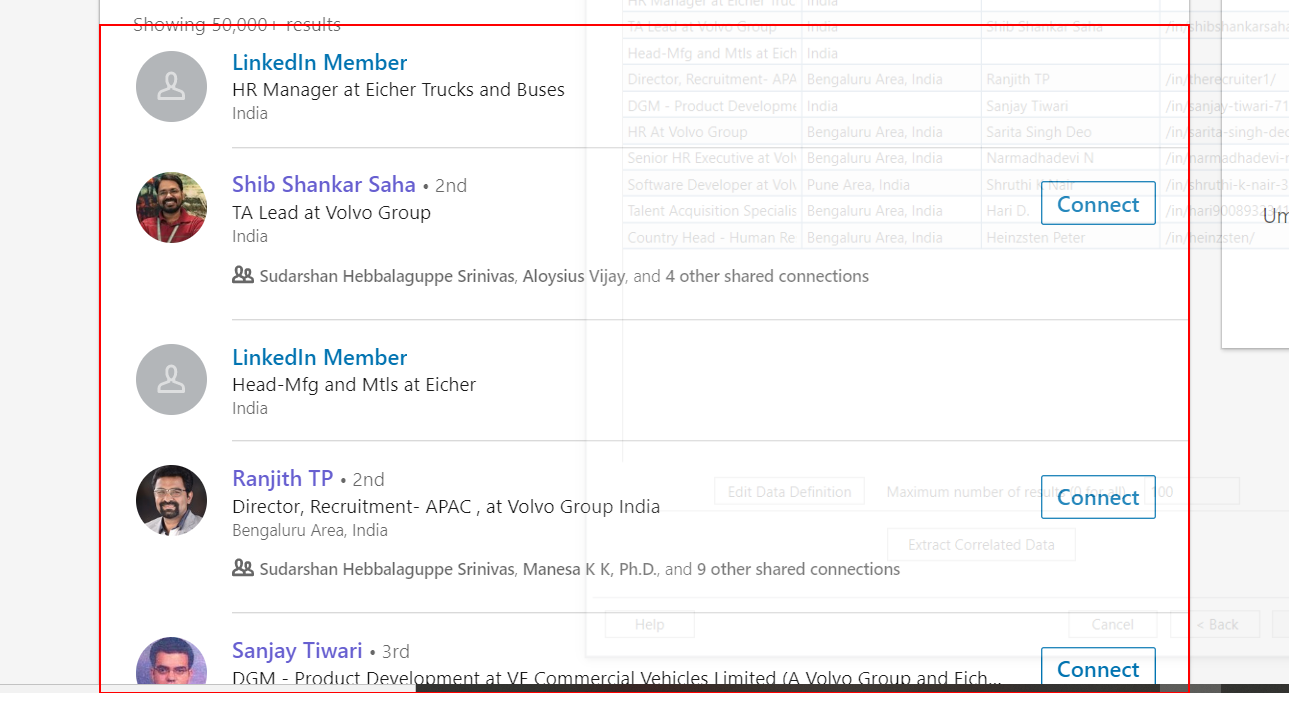 HR Manager at Eicher Truc India
Showing 50,000+ results
TA Lead at Volvo Group India Shib Shankar Saha /in/shibshankarsaha
LinkedIn Member
Head-Mfg and Mtls at Eich India
HR Manager at Eicher Trucks and Buses
Director, Recruitment- APA Bengaluru Area, India Ranjith TP /in/therecruiter1/
India
DGM - Product Developme India Sanjay Tiwari /in/sanjay-tiwari-71
HR At Volvo Group Bengaluru Area, India Sarita Singh Deo /in/sarita-singh-deo
Senior HR Executive at Vol Bengaluru Area, India Narmadhadevi N /in/narmadhadevi-n
Shib Shankar Saha • 2nd
Software Developer at Volv Pune Area, India Shruthi K Nair /in/shruthi-k-nair-3
Connect
TA Lead at Volvo Group
Talent Acquisition Specialis Bengaluru Area, India Hari D.
Um
India
Country Head - Human Re Bengaluru Area, India Heinzsten Peter /in/heinzsten/
Sudarshan Hebbalaguppe Srinivas, Aloysius Vijay, and 4 other shared connections
LinkedIn Member
Head-Mfg and Mtls at Eicher
India
Ranjith TP • 2nd
Edit Data Definition Maximum number of results (0 for all) 100
Connect
Director, Recruitment- APAC , at Volvo Group India
Bengaluru Area, India
Extract Correlated Data
Sudarshan Hebbalaguppe Srinivas, Manesa K K, Ph.D., and 9 other shared connections
Help Cancel < Back
Sanjay Tiwari • 3rd
Connect
DGM - Product Development at VE Commercial Vehicles Limited (A Volvo Group and Eich...